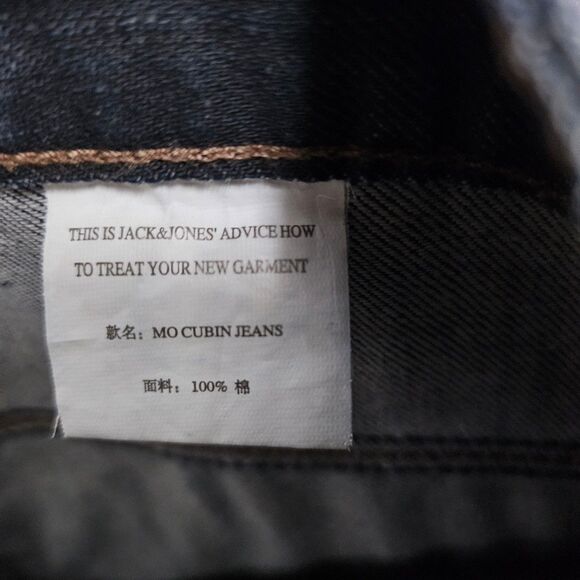 THIS IS JACK&JONES' ADVICE HOW
TO TREAT YOUR NEW GARMENT
款名：MO CUBIN JEANS
面料：100% 棉